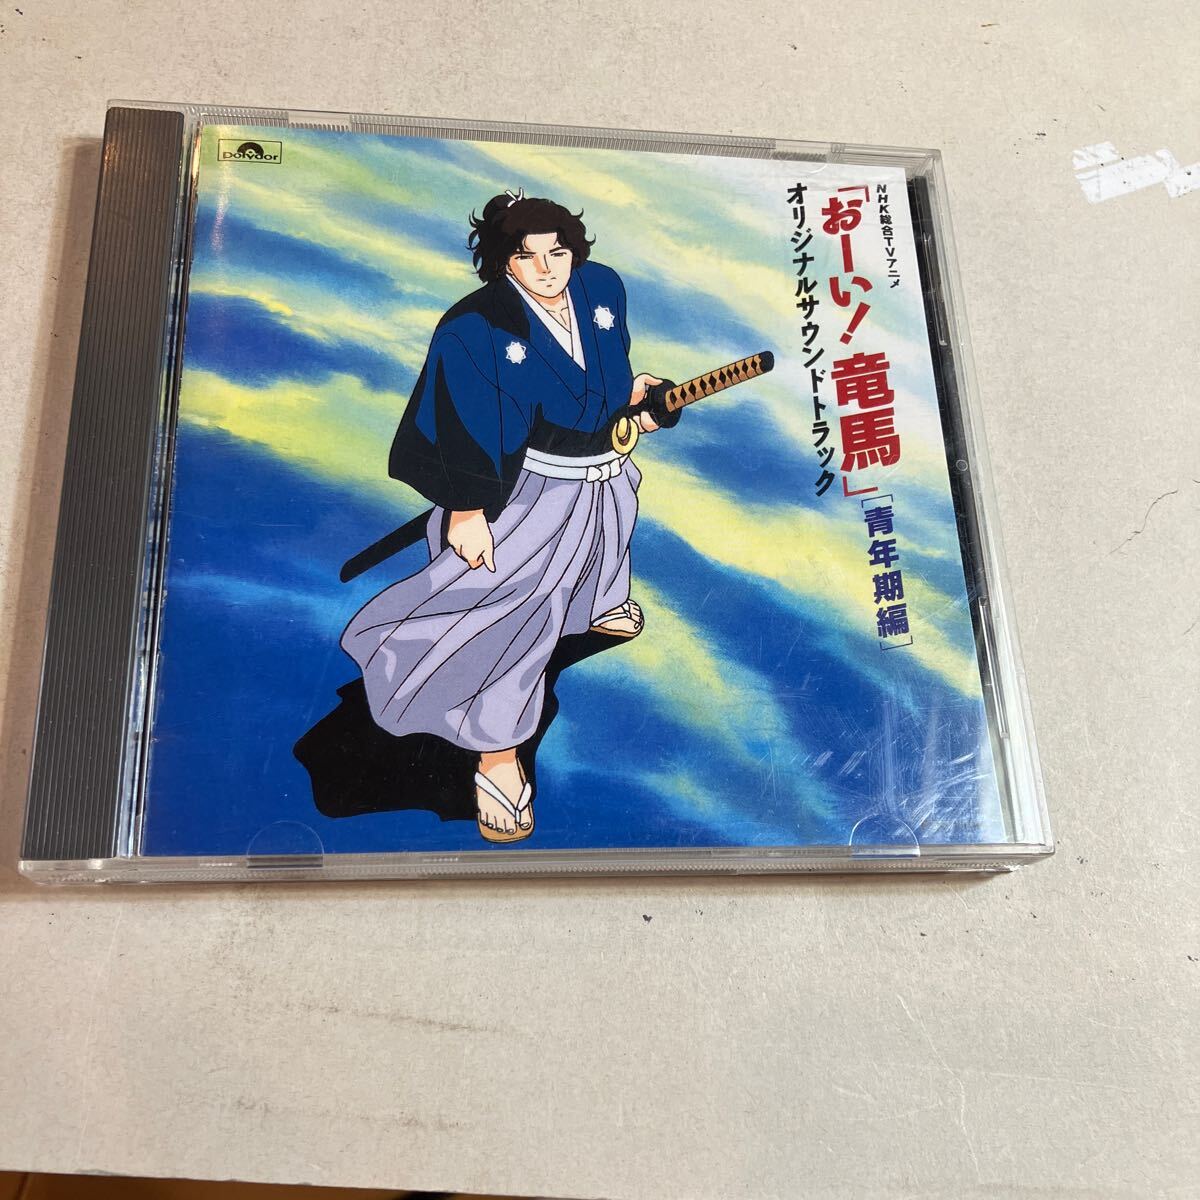 Polydor
NHK総合TVアニメ
「おーい！竜馬」［青年期編］
オリジナルサウンドトラック